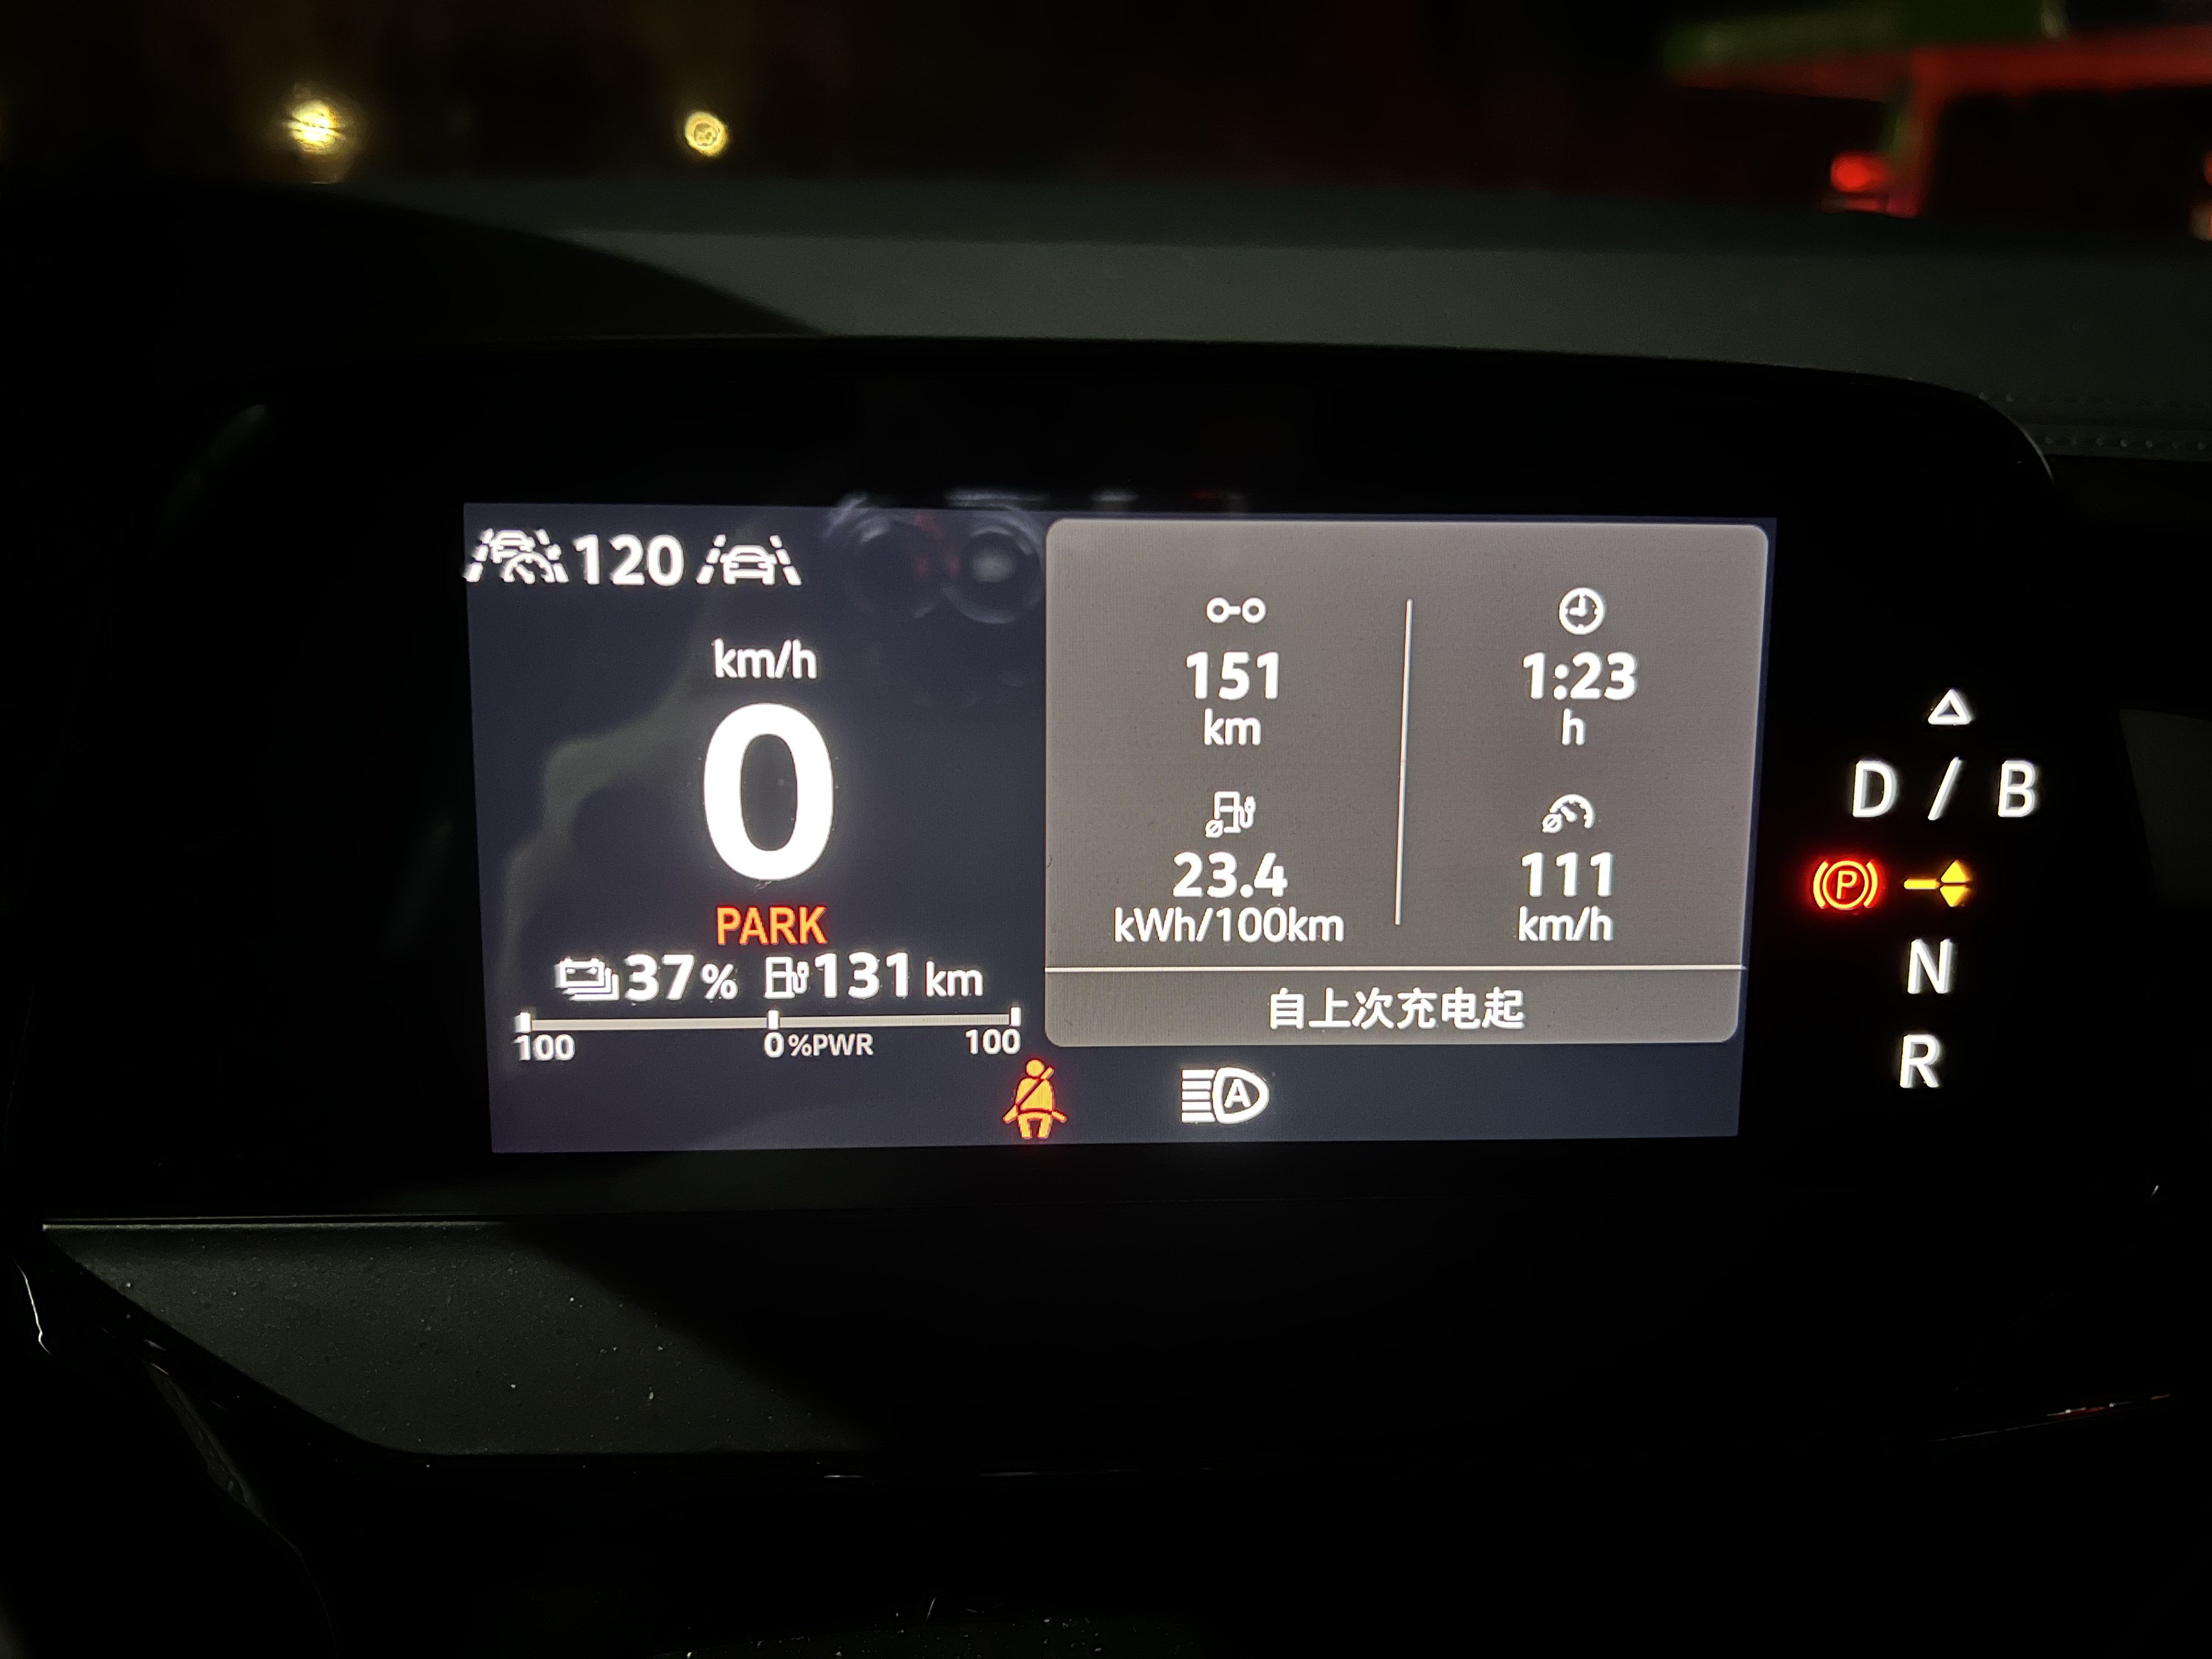 120
km/h
0
PARK
37% 131 km
100 0%PWR 100
151
km
1:23
h
23.4
kWh/100km
111
km/h
自上次充电起
A
D / B
P
N
R